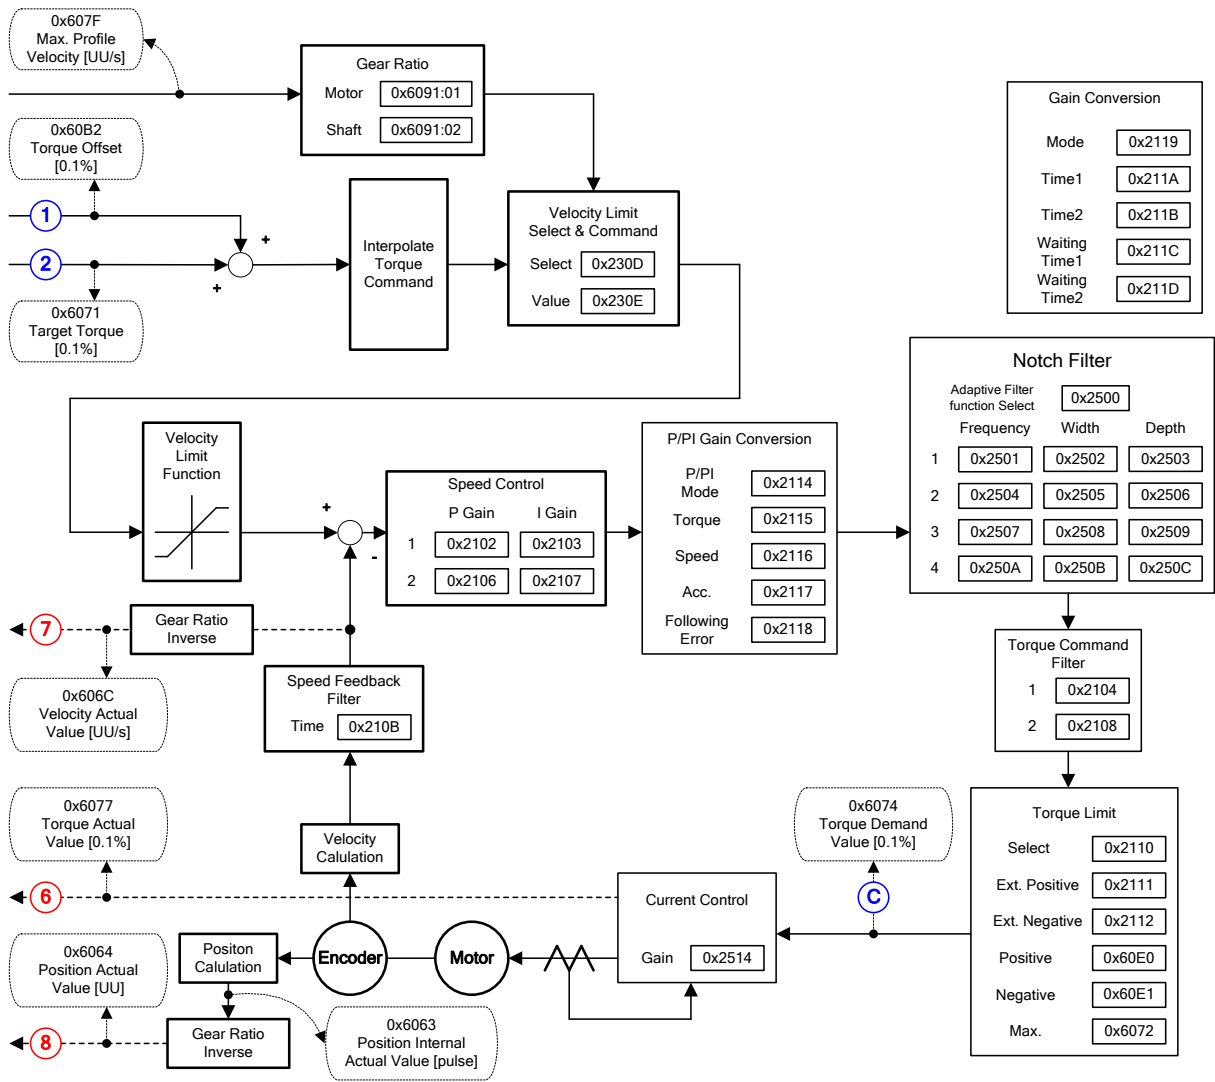 0x607F
Max. Profile
Velocity [UU/s]
Gear Ratio
Motor 0x6091:01
Shaft 0x6091:02
0x60B2
Torque Offset
[0.1%]
1
+
2
+
0x6071
Target Torque
[0.1%]
Interpolate
Torque
Command
Velocity Limit
Select & Command
Select 0x230D
Value 0x230E
Gain Conversion
Mode 0x2119
Time1 0x211A
Time2 0x211B
Waiting
Time1 0x211C
Waiting
Time2 0x211D
Notch Filter
Adaptive Filter
function Select 0x2500
Frequency Width Depth
1 0x2501 0x2502 0x2503
2 0x2504 0x2505 0x2506
3 0x2507 0x2508 0x2509
4 0x250A 0x250B 0x250C
Velocity
Limit
Function
+
-
Speed Control
P Gain I Gain
1 0x2102 0x2103
2 0x2106 0x2107
P/PI Gain Conversion
P/PI
Mode 0x2114
Torque 0x2115
Speed 0x2116
Acc. 0x2117
Following
Error 0x2118
7
Gear Ratio
Inverse
0x606C
Velocity Actual
Value [UU/s]
Speed Feedback
Filter
Time 0x210B
Torque Command
Filter
1 0x2104
2 0x2108
0x6077
Torque Actual
Value [0.1%]
Velocity
Calulation
0x6074
Torque Demand
Value [0.1%]
Torque Limit
Select 0x2110
Ext. Positive 0x2111
Ext. Negative 0x2112
Positive 0x60E0
Negative 0x60E1
Max. 0x6072
6
C
Current Control
Gain 0x2514
0x6064
Position Actual
Value [UU]
Positon
Calulation
Encoder
Motor
8
Gear Ratio
Inverse
0x6063
Position Internal
Actual Value [pulse]